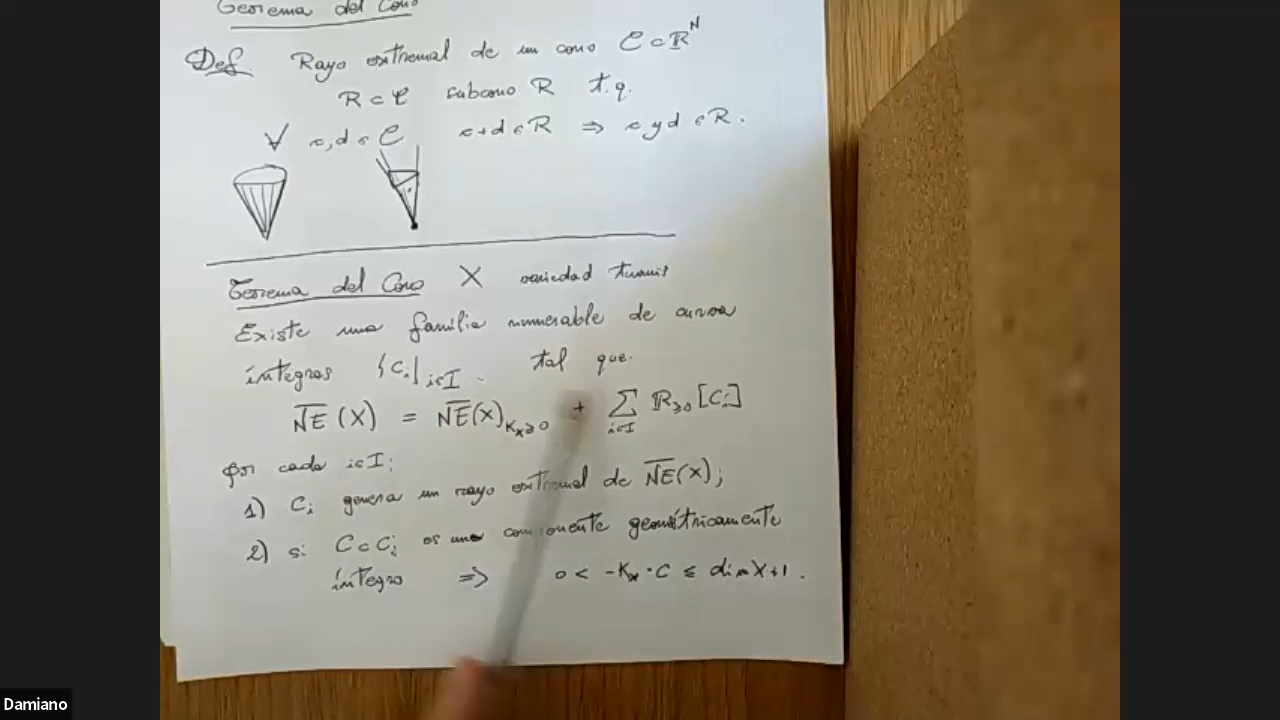 Teorema del Cono
Def. Rayo extremal de un cono C ⊂ ℝ^N
R ⊂ C subcono R t.q.
∀ c, d ∈ C c+d ∈ R ⇒ c y d ∈ R.
Teorema del Cono X variedad
Existe una familia numerable de curva
íntegras {C_i}_{i∈I} tal que.
N̅E̅(X) = N̅E̅(X)_{K_X≥0} + Σ_{i∈I} ℝ_{≥0}[C_i]
por cada i∈I;
1) C_i genera un rayo extremal de N̅E̅(X);
2) si C ⊂ C_i es una componente geométricamente
íntegra ⇒ 0 < -K_X · C ≤ dim X+1.
Damiano